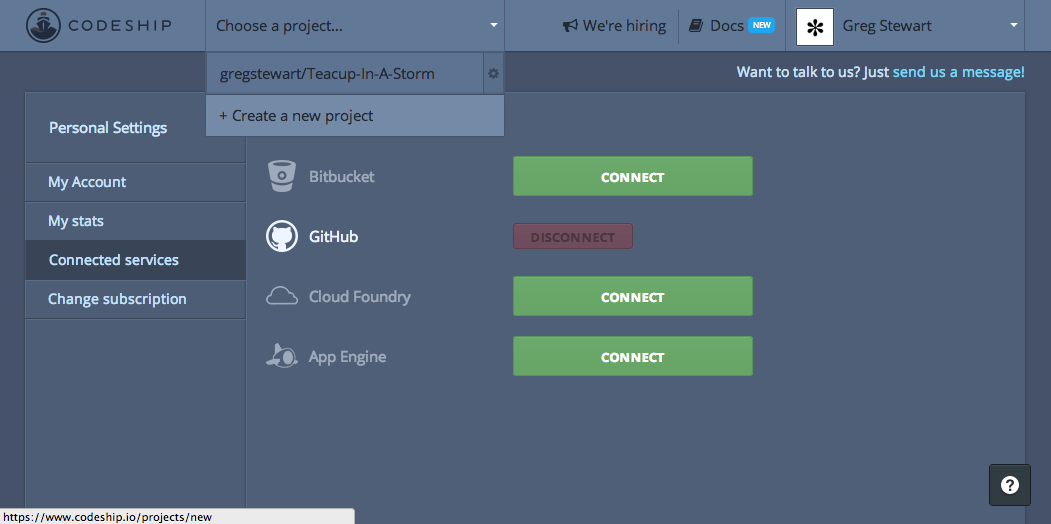 CODESHIP
Choose a project...
We're hiring
Docs NEW
Greg Stewart
gregstewart/Teacup-In-A-Storm
+ Create a new project
Want to talk to us? Just send us a message!
Personal Settings
My Account
My stats
Connected services
Change subscription
Bitbucket CONNECT
GitHub DISCONNECT
Cloud Foundry CONNECT
App Engine CONNECT
?
https://www.codeship.io/projects/new